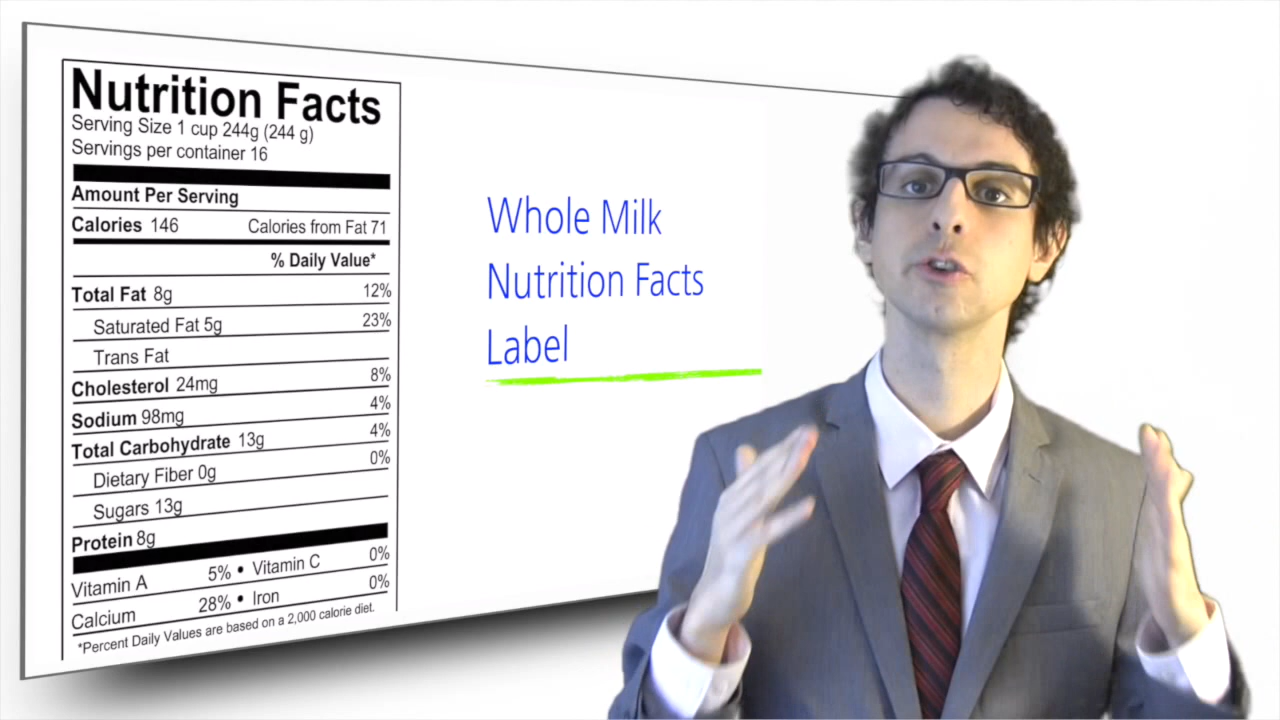 Nutrition Facts
Serving Size 1 cup 244g (244 g)
Servings per container 16
Amount Per Serving
Calories 146 Calories from Fat 71
% Daily Value*
Total Fat 8g 12%
Saturated Fat 5g 23%
Trans Fat
Cholesterol 24mg 8%
Sodium 98mg 4%
Total Carbohydrate 13g 4%
Dietary Fiber 0g 0%
Sugars 13g
Protein 8g
Vitamin A 5% • Vitamin C 0%
Calcium 28% • Iron 0%
*Percent Daily Values are based on a 2,000 calorie diet.
Whole Milk
Nutrition Facts
Label